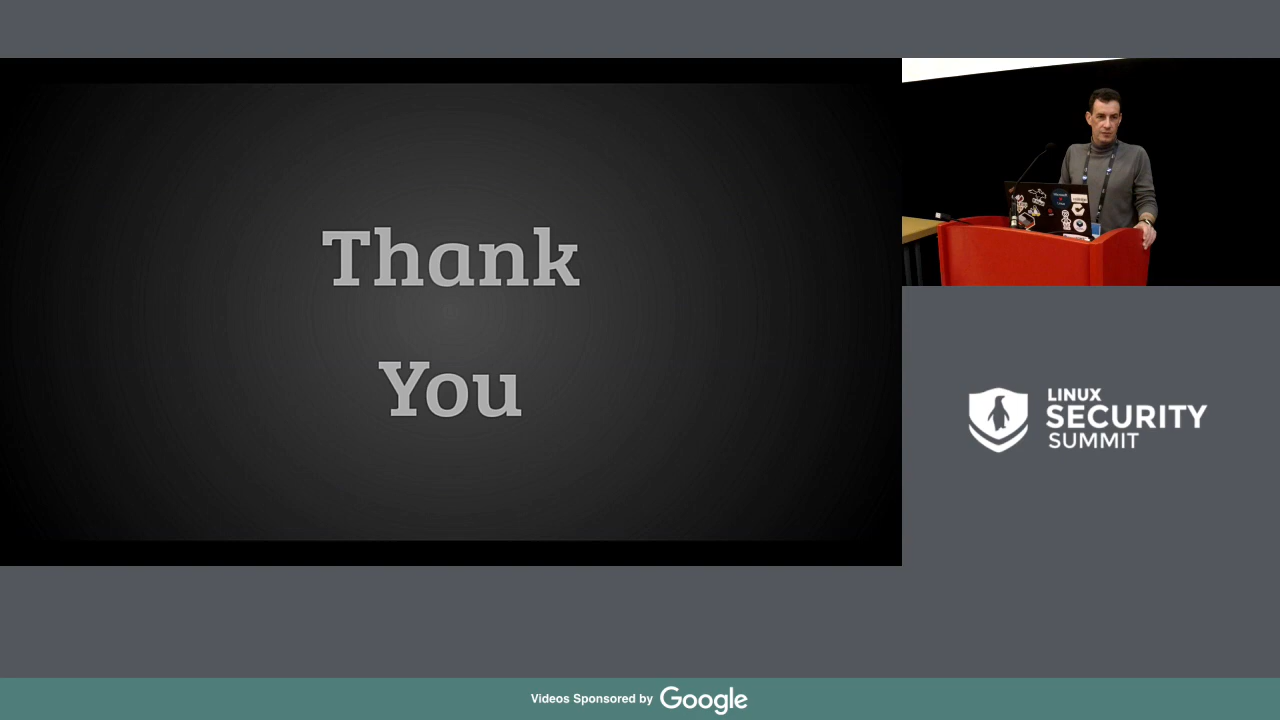 Thank
You
LINUX
SECURITY
SUMMIT
Videos Sponsored by Google